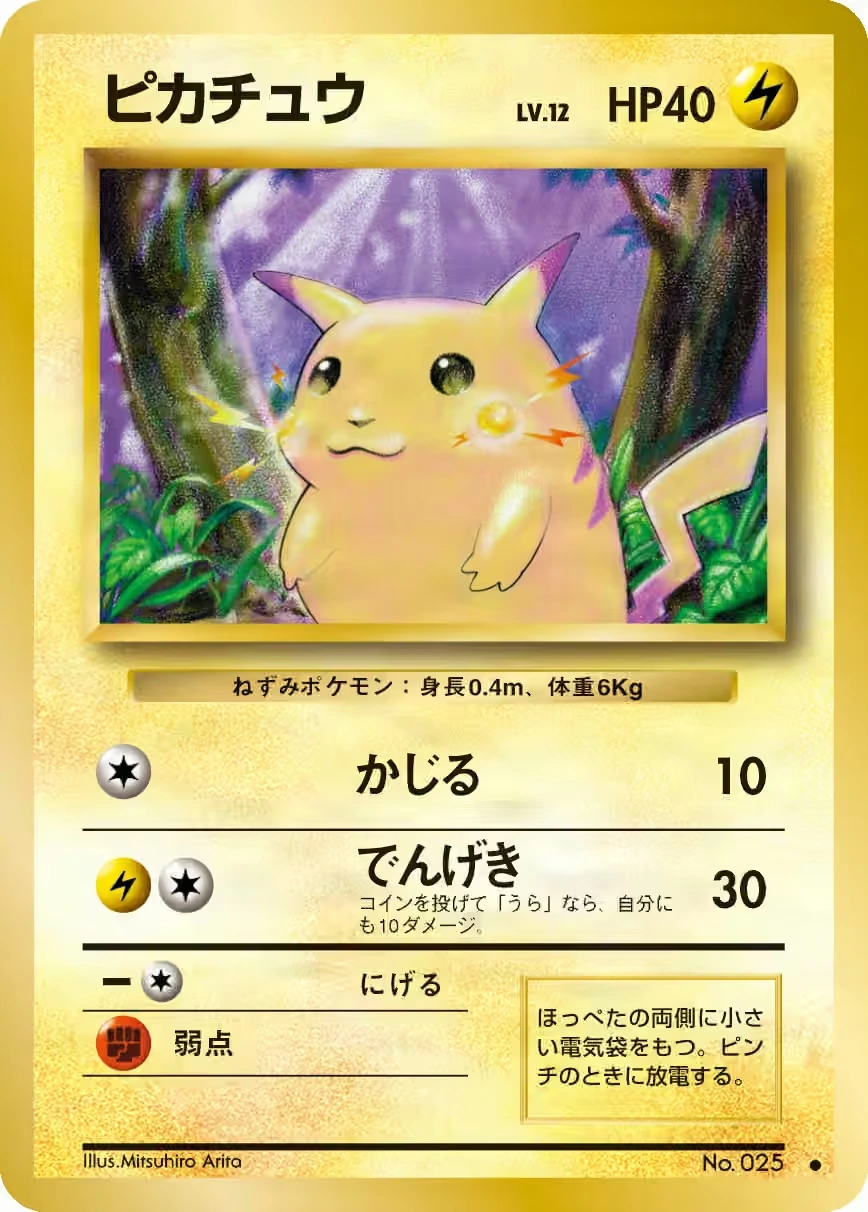 ピカチュウ LV.12 HP40
ねずみポケモン：身長0.4m、体重6Kg
かじる 10
でんげき 30
コインを投げて「うら」なら、自分に
も10ダメージ。
にげる
弱点
ほっぺたの両側に小さ
い電気袋をもつ。ピン
チのときに放電する。
Illus.Mitsuhiro Arita No. 025